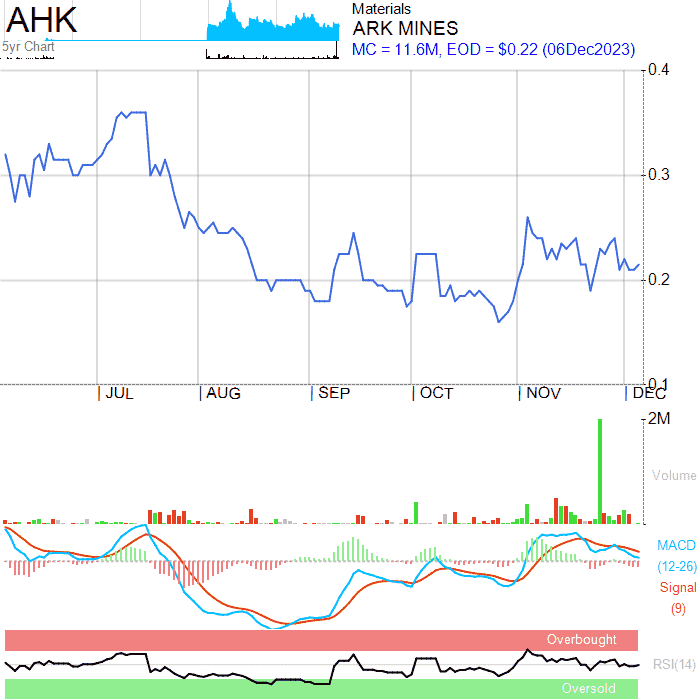 AHK
5yr Chart
Materials
ARK MINES
MC = 11.6M, EOD = $0.22 (06Dec2023)
0.4
0.3
0.2
0.1
JUL
AUG
SEP
OCT
NOV
DEC
2M
Volume
MACD
(12-26)
Signal
(9)
Overbought
RSI(14)
Oversold